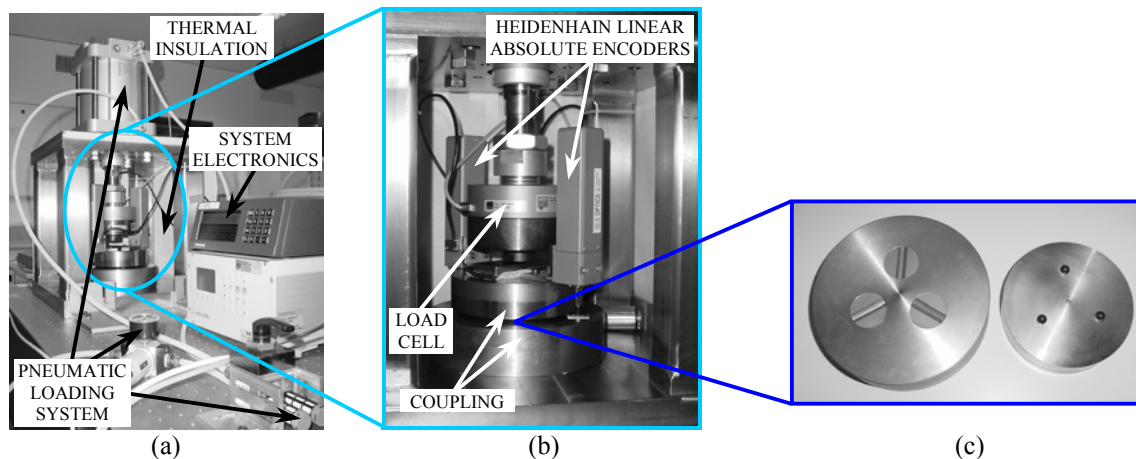 THERMAL
INSULATION
SYSTEM
ELECTRONICS
PNEUMATIC
LOADING
SYSTEM
(a)
HEIDENHAIN LINEAR
ABSOLUTE ENCODERS
LOAD
CELL
COUPLING
(b)
(c)